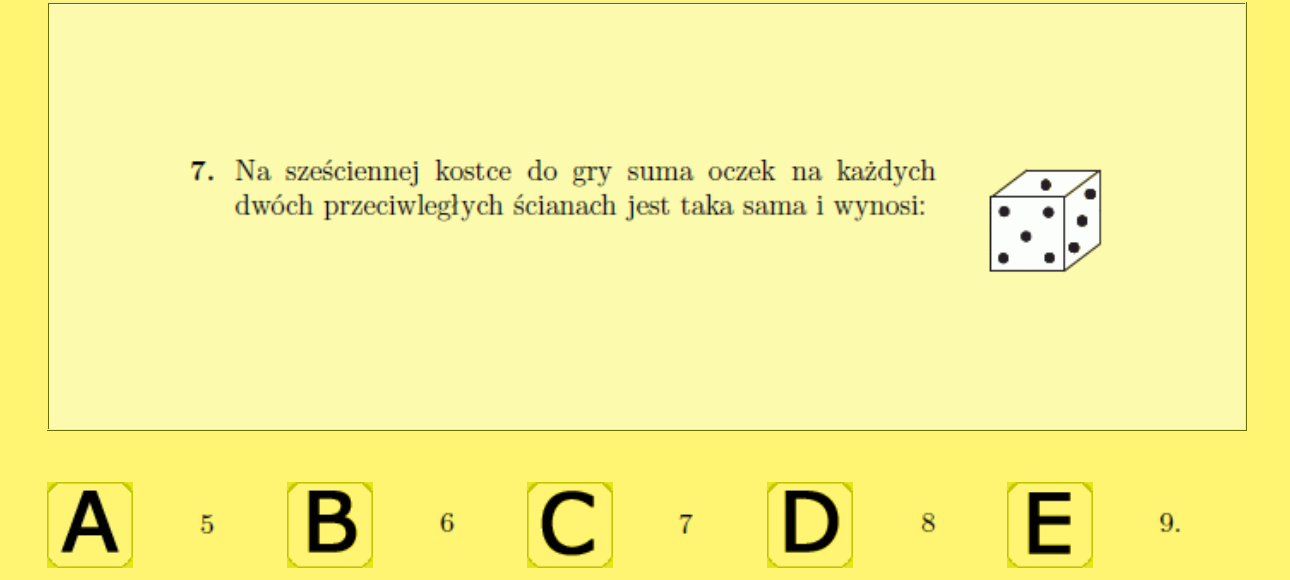 7. Na sześciennej kostce do gry suma oczek na każdych
dwóch przeciwległych ścianach jest taka sama i wynosi:
A 5 B 6 C 7 D 8 E 9.